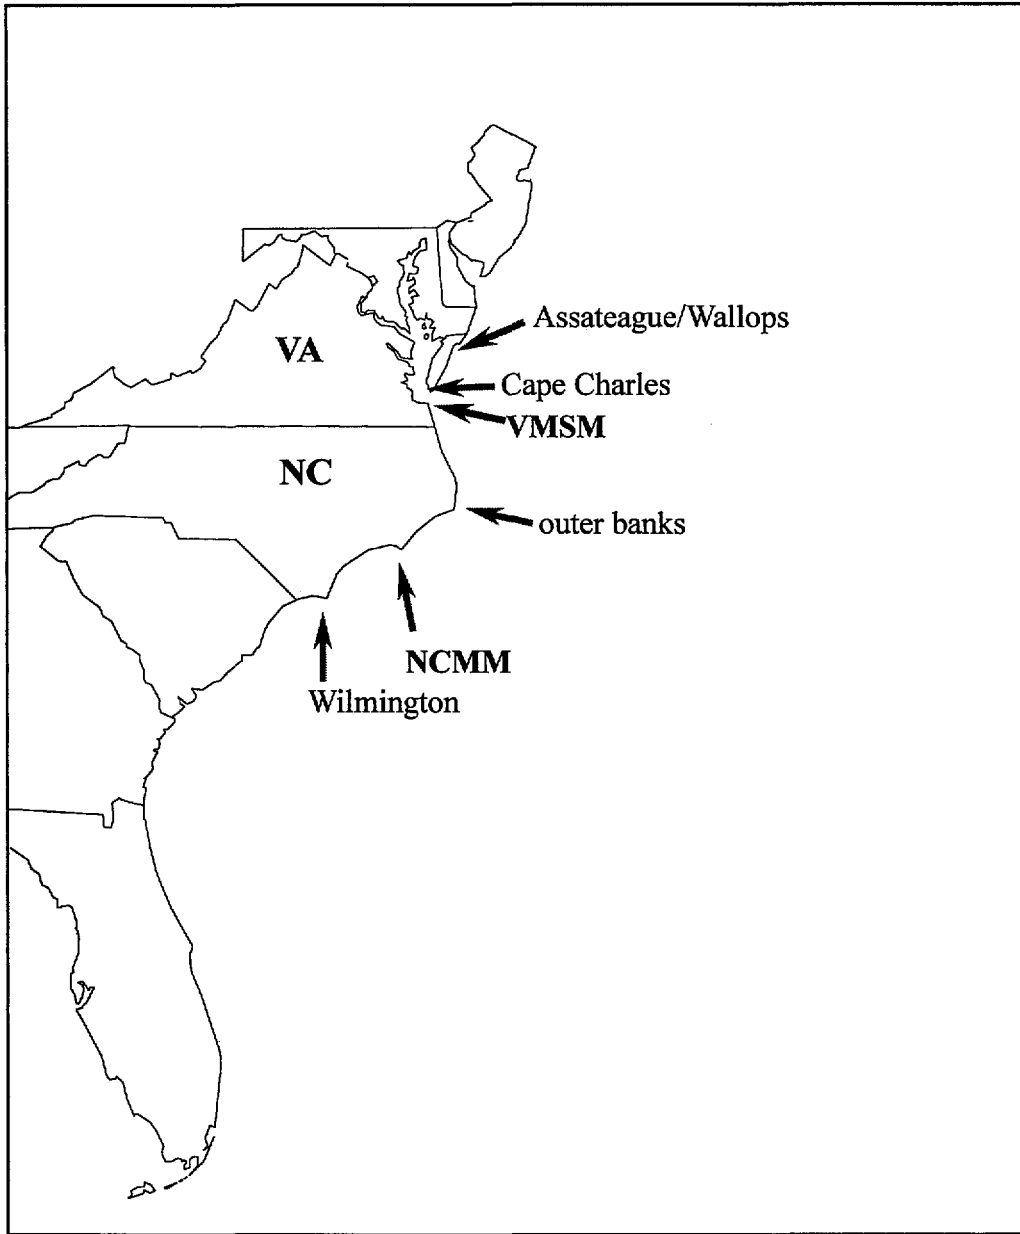 Assateague/Wallops
VA
Cape Charles
VMSM
NC
outer banks
NCMM
Wilmington